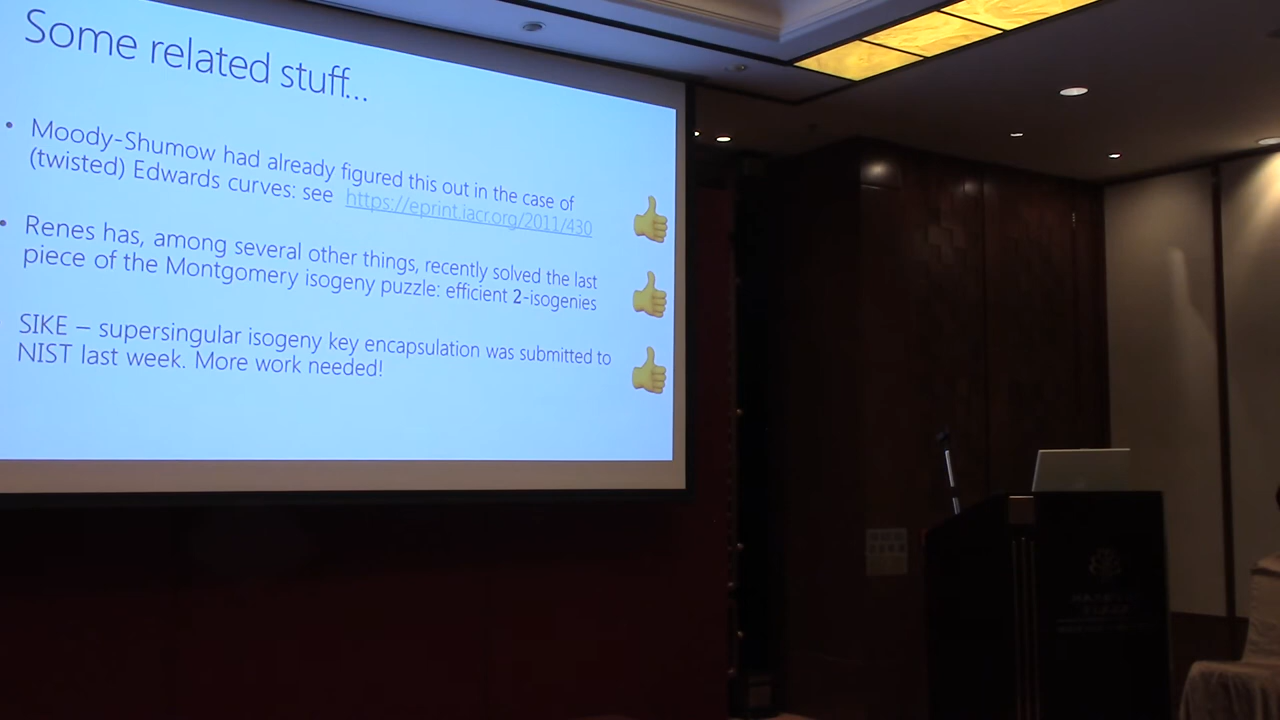 Some related stuff...
• Moody-Shumow had already figured this out in the case of
(twisted) Edwards curves: see https://eprint.iacr.org/2011/430
• Renes has, among several other things, recently solved the last
piece of the Montgomery isogeny puzzle: efficient 2-isogenies
SIKE – supersingular isogeny key encapsulation was submitted to
NIST last week. More work needed!